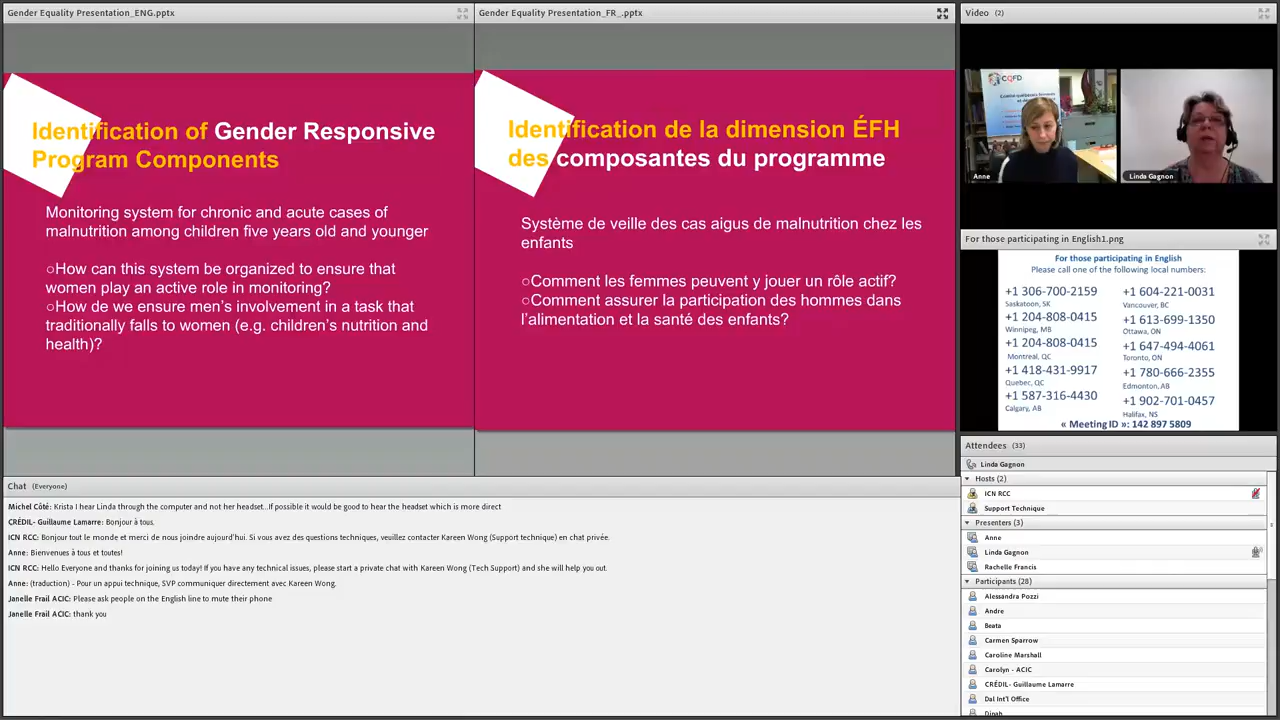 Gender Equality Presentation_ENG.pptx
Identification of Gender Responsive
Program Components
Monitoring system for chronic and acute cases of
malnutrition among children five years old and younger
○How can this system be organized to ensure that
women play an active role in monitoring?
○How de we ensure men's involvement in a task that
traditionally falls to women (e.g. children's nutrition and
health)?
Gender Equality Presentation_FR_.pptx
Identification de la dimension ÉFH
des composantes du programme
Système de veille des cas aigus de malnutrition chez les
enfants
○Comment les femmes peuvent y jouer un rôle actif?
○Comment assurer la participation des hommes dans
l'alimentation et la santé des enfants?
Video (2)
CQFD
Anne
Linda Gagnon
For those participating in English1.png
For those participating in English
Please call one of the following local numbers:
+1 306-700-2159
Saskatoon, SK
+1 204-808-0415
Winnipeg, MB
+1 204-808-0415
Montreal, QC
+1 418-431-9917
Quebec, QC
+1 587-316-4430
Calgary, AB
+1 604-221-0031
Vancouver, BC
+1 613-699-1350
Ottawa, ON
+1 647-494-4061
Toronto, ON
+1 780-666-2355
Edmonton, AB
+1 902-701-0457
Halifax, NS
« Meeting ID »: 142 897 5809
Attendees (33)
Linda Gagnon
Hosts (2)
ICN RCC
Support Technique
Presenters (3)
Anne
Linda Gagnon
Rachelle Francis
Participants (28)
Alessandra Pozzi
Andre
Beata
Carmen Sparrow
Caroline Marshall
Carolyn - ACIC
CRÉDIL- Guillaume Lamarre
Dal Int'l Office
Dinah
Chat (Everyone)
Michel Côté: Krista I hear Linda through the computer and not her headset...If possible it would be good to hear the headset which is more direct
CRÉDIL- Guillaume Lamarre: Bonjour à tous.
ICN RCC: Bonjour tout le monde et merci de nous joindre aujourd'hui. Si vous avez des questions techniques, veuillez contacter Kareen Wong (Support technique) en chat privée.
Anne: Bienvenues à tous et toutes!
ICN RCC: Hello Everyone and thanks for joining us today! If you have any technical issues, please start a private chat with Kareen Wong (Tech Support) and she will help you out.
Anne: (traduction) - Pour un appui technique, SVP communiquer directement avec Kareen Wong.
Janelle Frail ACIC: Please ask people on the English line to mute their phone
Janelle Frail ACIC: thank you